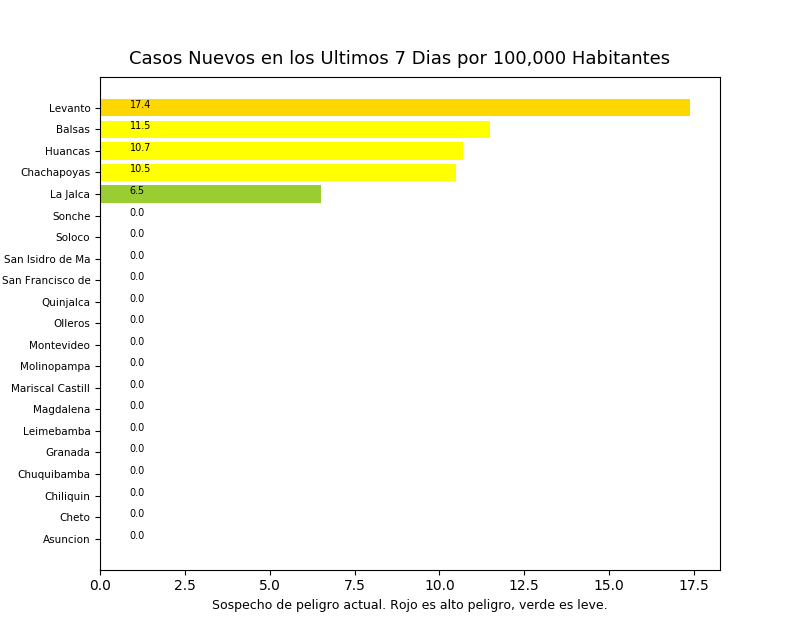 Casos Nuevos en los Ultimos 7 Dias por 100,000 Habitantes
Levanto 17.4
Balsas 11.5
Huancas 10.7
Chachapoyas 10.5
La Jalca 6.5
Sonche 0.0
Soloco 0.0
San Isidro de Ma 0.0
San Francisco de 0.0
Quinjalca 0.0
Olleros 0.0
Montevideo 0.0
Molinopampa 0.0
Mariscal Castill 0.0
Magdalena 0.0
Leimebamba 0.0
Granada 0.0
Chuquibamba 0.0
Chiliquin 0.0
Cheto 0.0
Asuncion 0.0
0.0 2.5 5.0 7.5 10.0 12.5 15.0 17.5
Sospecho de peligro actual. Rojo es alto peligro, verde es leve.